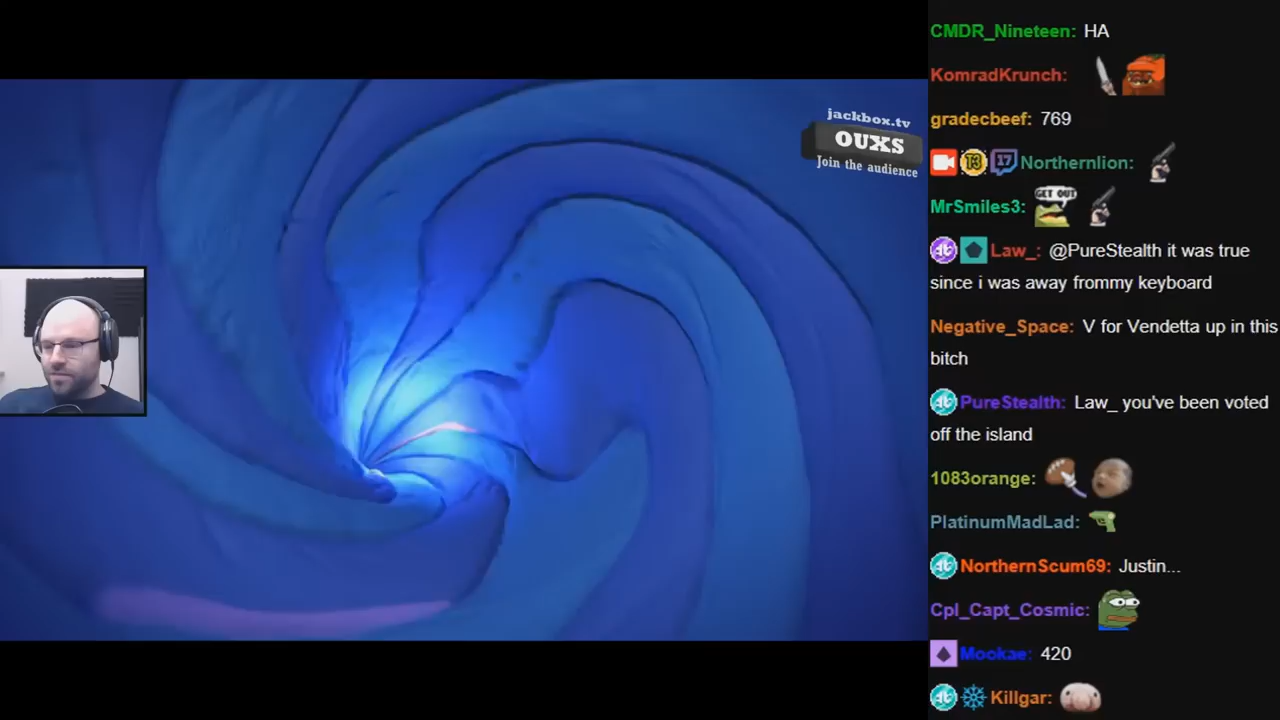 jackbox.tv
OUXS
Join the audience
CMDR_Nineteen: HA
KomradKrunch:
gradecbeef: 769
13 17 Northernlion:
MrSmiles3: GET OUT
Law_: @PureStealth it was true
since i was away frommy keyboard
Negative_Space: V for Vendetta up in this
bitch
PureStealth: Law_ you've been voted
off the island
1083orange:
PlatinumMadLad:
NorthernScum69: Justin...
Cpl_Capt_Cosmic:
Mookae: 420
Killgar: